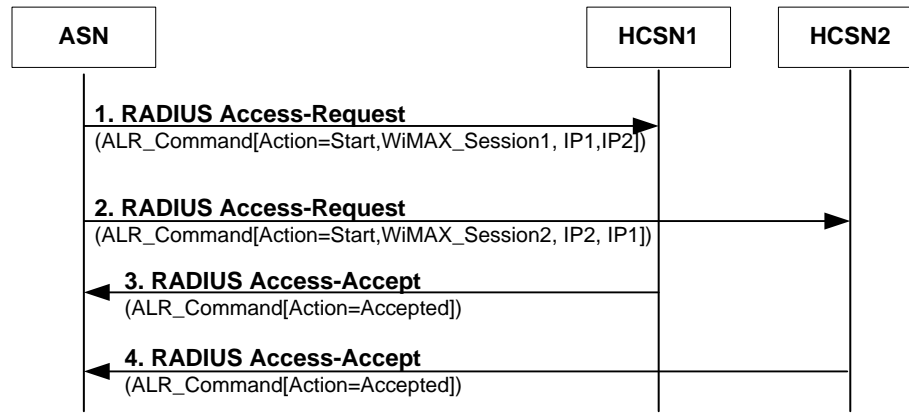 ASN
HCSN1
HCSN2
1. RADIUS Access-Request
(ALR_Command[Action=Start,WiMAX_Session1, IP1,IP2])
2. RADIUS Access-Request
(ALR_Command[Action=Start,WiMAX_Session2, IP2, IP1])
3. RADIUS Access-Accept
(ALR_Command[Action=Accepted])
4. RADIUS Access-Accept
(ALR_Command[Action=Accepted])